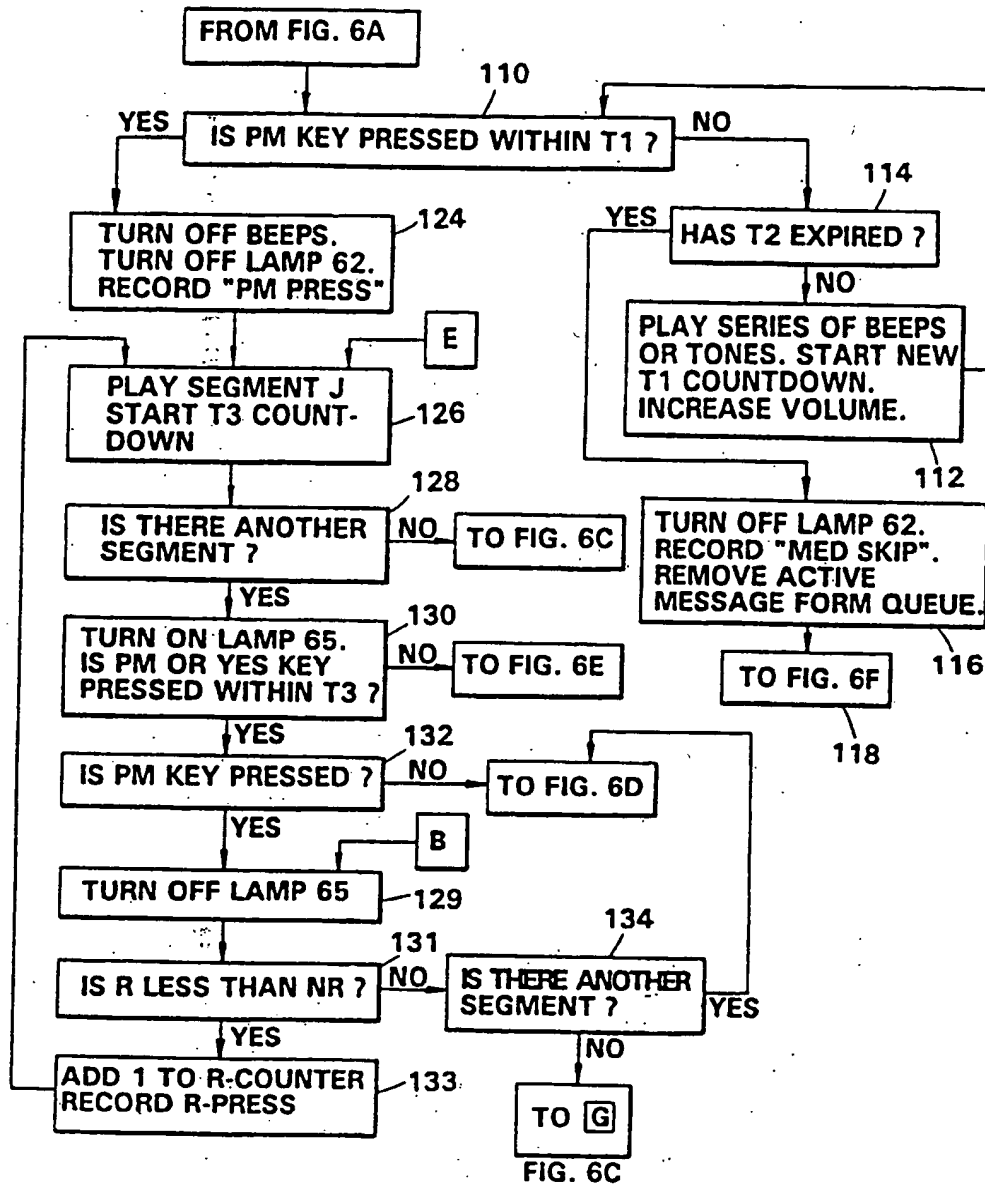 FROM FIG. 6A
110
YES
IS PM KEY PRESSED WITHIN T1 ?
NO
124
TURN OFF BEEPS.
TURN OFF LAMP 62.
RECORD "PM PRESS"
114
YES
HAS T2 EXPIRED ?
NO
E
PLAY SERIES OF BEEPS
OR TONES. START NEW
T1 COUNTDOWN.
INCREASE VOLUME.
112
PLAY SEGMENT J
START T3 COUNT-
DOWN
126
128
IS THERE ANOTHER
SEGMENT ?
NO
TO FIG. 6C
YES
TURN OFF LAMP 62.
RECORD "MED SKIP".
REMOVE ACTIVE
MESSAGE FORM QUEUE.
116
TO FIG. 6F
118
130
TURN ON LAMP 65.
IS PM OR YES KEY
PRESSED WITHIN T3 ?
NO
TO FIG. 6E
YES
132
IS PM KEY PRESSED ?
NO
TO FIG. 6D
YES
B
TURN OFF LAMP 65
129
131
IS R LESS THAN NR ?
NO
134
IS THERE ANOTHER
SEGMENT ?
YES
YES
ADD 1 TO R-COUNTER
RECORD R-PRESS
133
NO
TO G
FIG. 6C